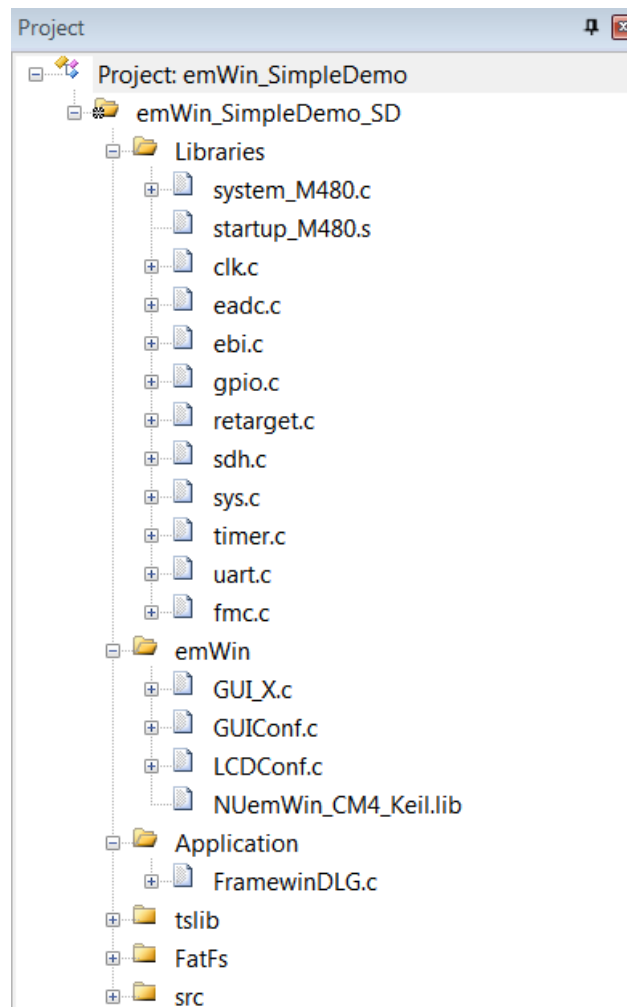 Project
Project: emWin_SimpleDemo
emWin_SimpleDemo_SD
Libraries
system_M480.c
startup_M480.s
clk.c
eadc.c
ebi.c
gpio.c
retarget.c
sdh.c
sys.c
timer.c
uart.c
fmc.c
emWin
GUI_X.c
GUIConf.c
LCDConf.c
NUemWin_CM4_Keil.lib
Application
FramewinDLG.c
tslib
FatFs
src